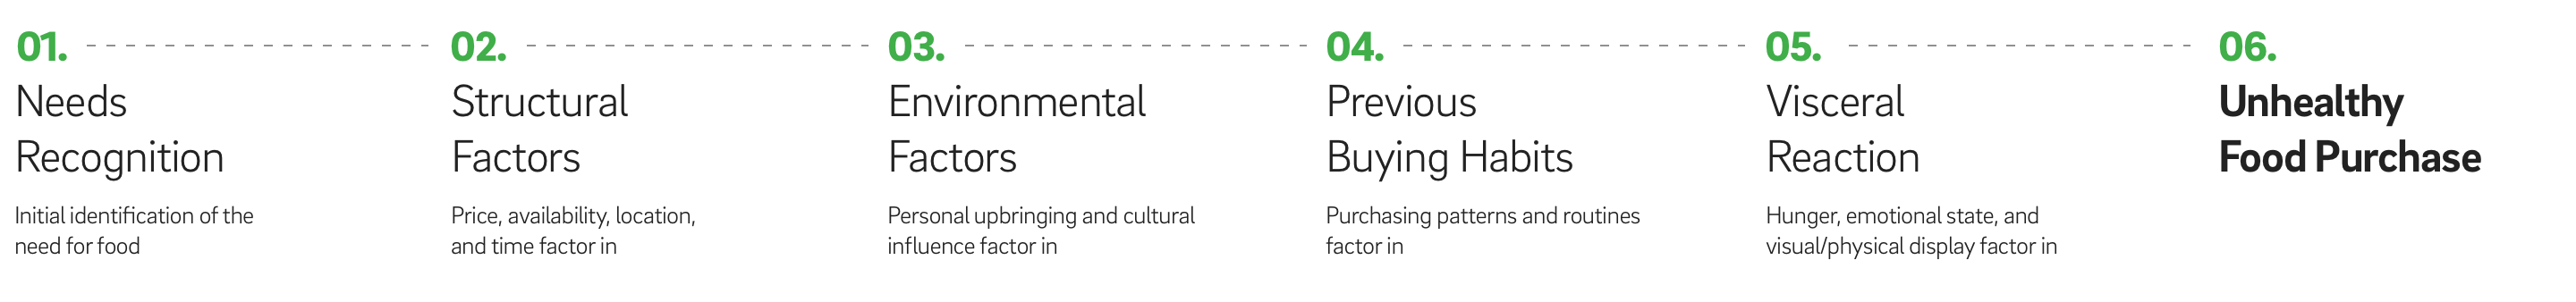 01.
Needs
Recognition
Initial identification of the
need for food
02.
Structural
Factors
Price, availability, location,
and time factor in
03.
Environmental
Factors
Personal upbringing and cultural
influence factor in
04.
Previous
Buying Habits
Purchasing patterns and routines
factor in
05.
Visceral
Reaction
Hunger, emotional state, and
visual/physical display factor in
06.
Unhealthy
Food Purchase